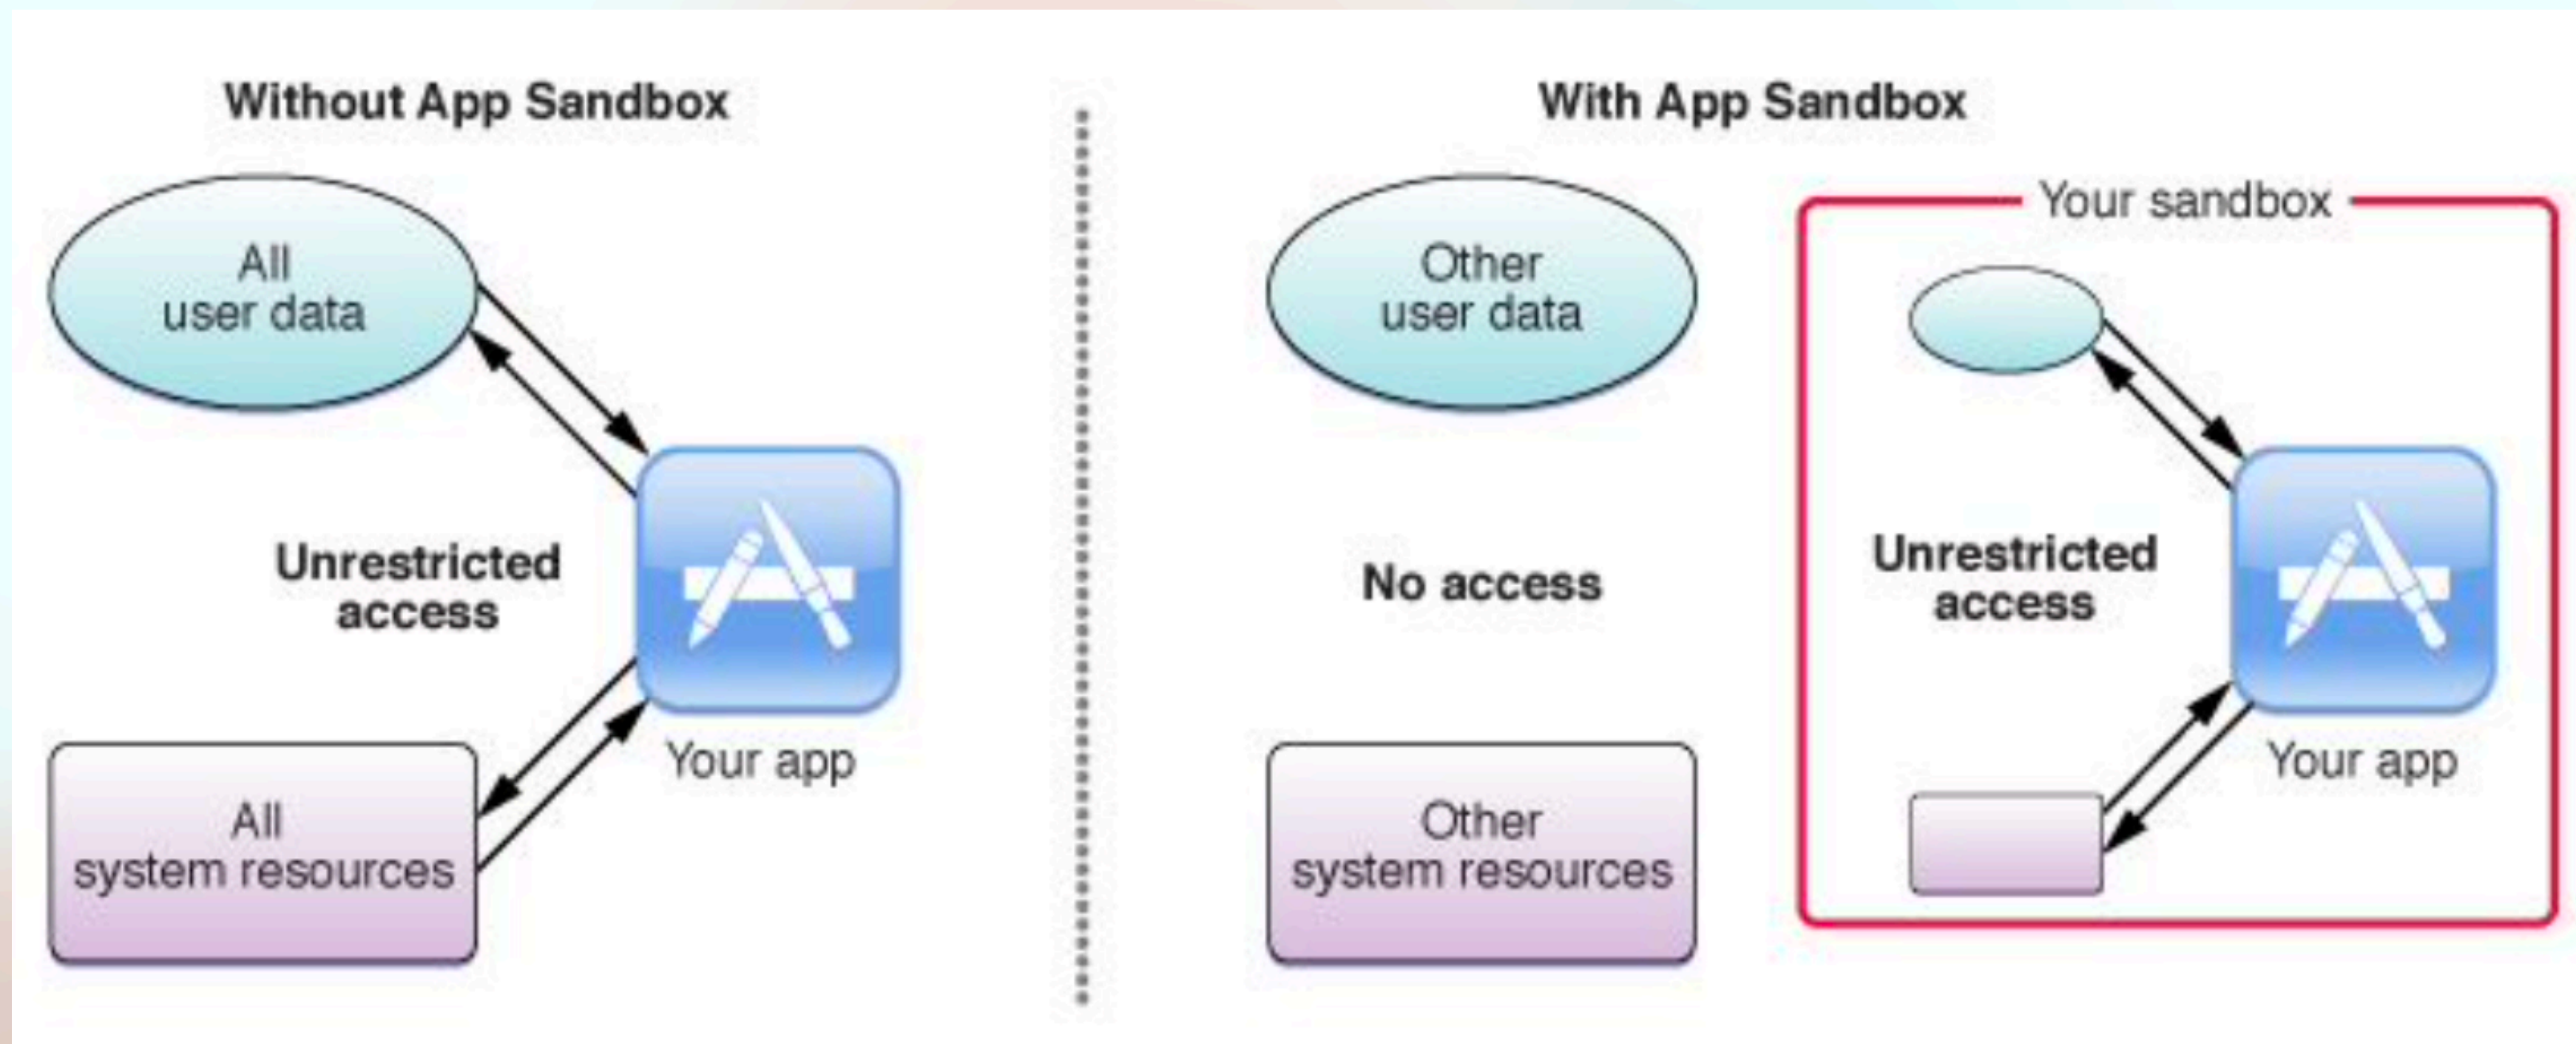 Without App Sandbox
All
user data
Unrestricted
access
Your app
All
system resources
With App Sandbox
Other
user data
No access
Other
system resources
Your sandbox
Unrestricted
access
Your app